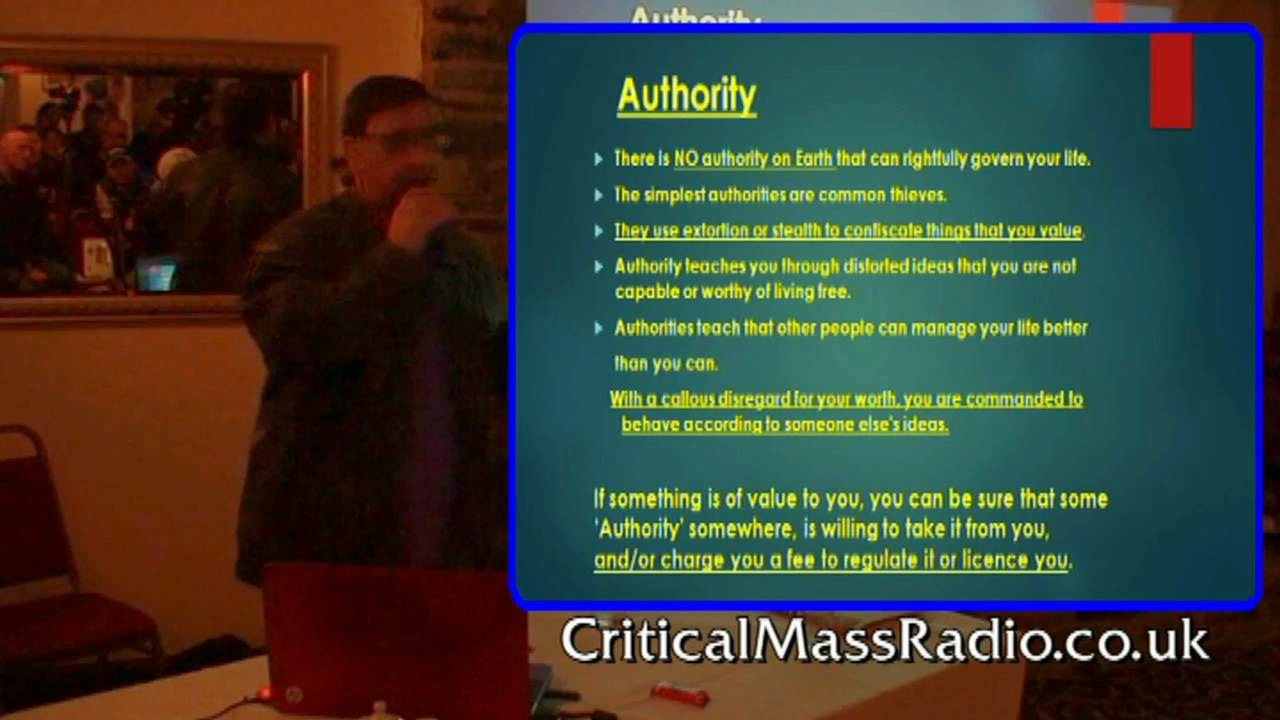 Authority
Authority
There is NO authority on Earth that can rightfully govern your life.
The simplest authorities are common thieves.
They use extortion or stealth to confiscate things that you value.
Authority teaches you through distorted ideas that you are not
capable or worthy of living free.
Authorities teach that other people can manage your life better
than you can.
With a callous disregard for your worth, you are commanded to
behave according to someone else's ideas.
If something is of value to you, you can be sure that some
'Authority' somewhere, is willing to take it from you,
and/or charge you a fee to regulate it or licence you.
CriticalMassRadio.co.uk